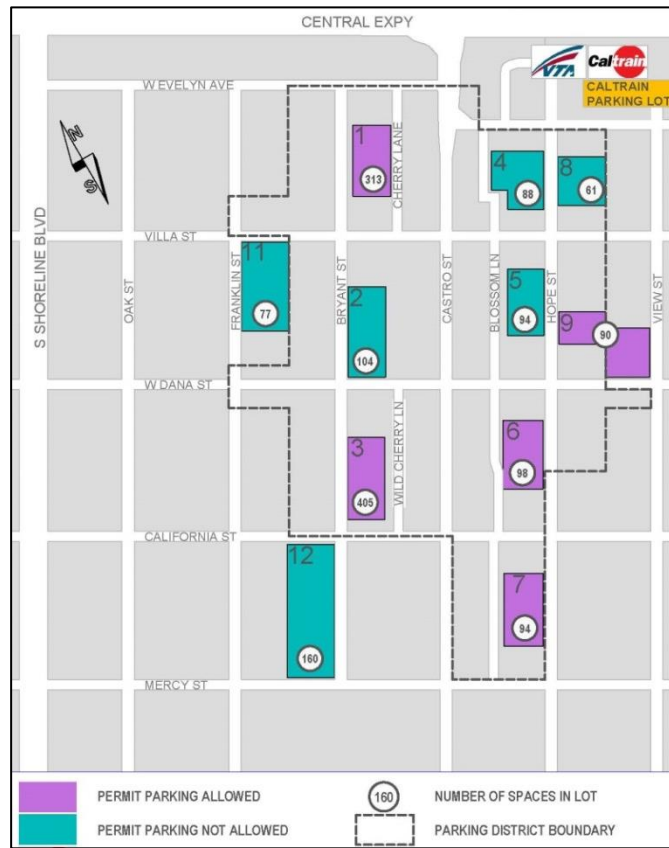 CENTRAL EXPY
VTA
Caltrain
W EVELYN AVE
CALTRAIN
PARKING LOT
1
313
CHERRY LANE
4
88
8
61
N
S
S SHORELINE BLVD
OAK ST
VILLA ST
FRANKLIN ST
11
77
BRYANT ST
2
104
CASTRO ST
BLOSSOM LN
5
94
HOPE ST
9
90
VIEW ST
W DANA ST
3
405
WILD CHERRY LN
6
98
CALIFORNIA ST
12
160
7
94
MERCY ST
PERMIT PARKING ALLOWED
160
NUMBER OF SPACES IN LOT
PERMIT PARKING NOT ALLOWED
PARKING DISTRICT BOUNDARY